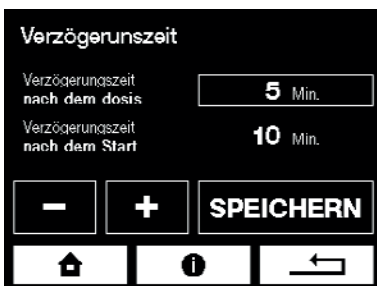 Verzögerunszeit
Verzögerungszeit
nach dem dosis
5 Min.
Verzögerungszeit
nach dem Start
10 Min.
- + SPEICHERN